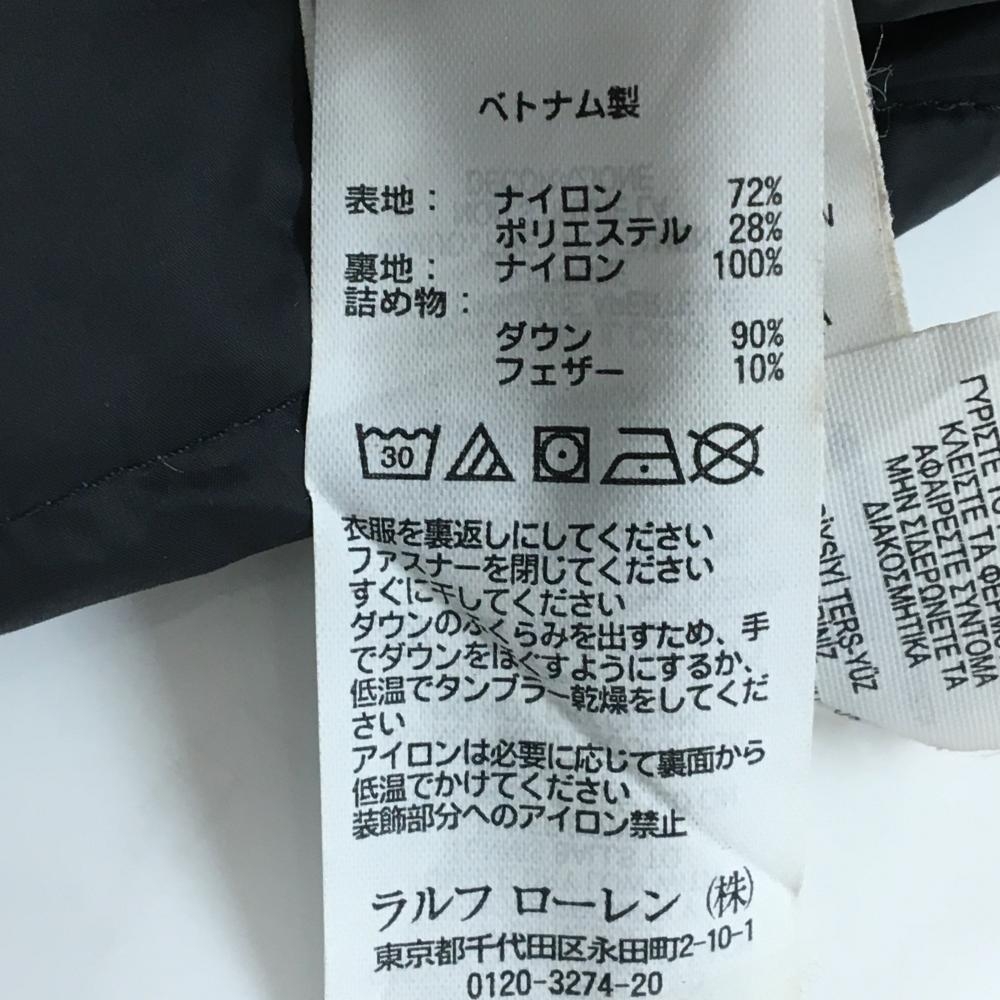 ベトナム製
表地： ナイロン 72%
ポリエステル 28%
裏地： ナイロン 100%
詰め物：
ダウン 90%
フェザー 10%
30
衣服を裏返しにしてください
ファスナーを閉じてください
すぐに干してください
ダウンのふくらみを出すため、手
でダウンをほぐすようにするか、
低温でタンブラー乾燥をしてくだ
さい
アイロンは必要に応じて裏面から
低温でかけてください
装飾部分へのアイロン禁止
ラルフ ローレン ㈱
東京都千代田区永田町2-10-1
0120-3274-20
ΓΥΡΙΣΤΕ ΤΟ
ΚΛΕΙΣΤΕ ΤΑ
ΑΦΑΙΡΕΣΤΕ ΣΥΝΤΟΜΑ
ΜΗΝ ΣΙΔΕΡΩΝΕΤΕ ΤΑ
ΔΙΑΚΟΣΜΗΤΙΚΑ
TERS-YÜZ